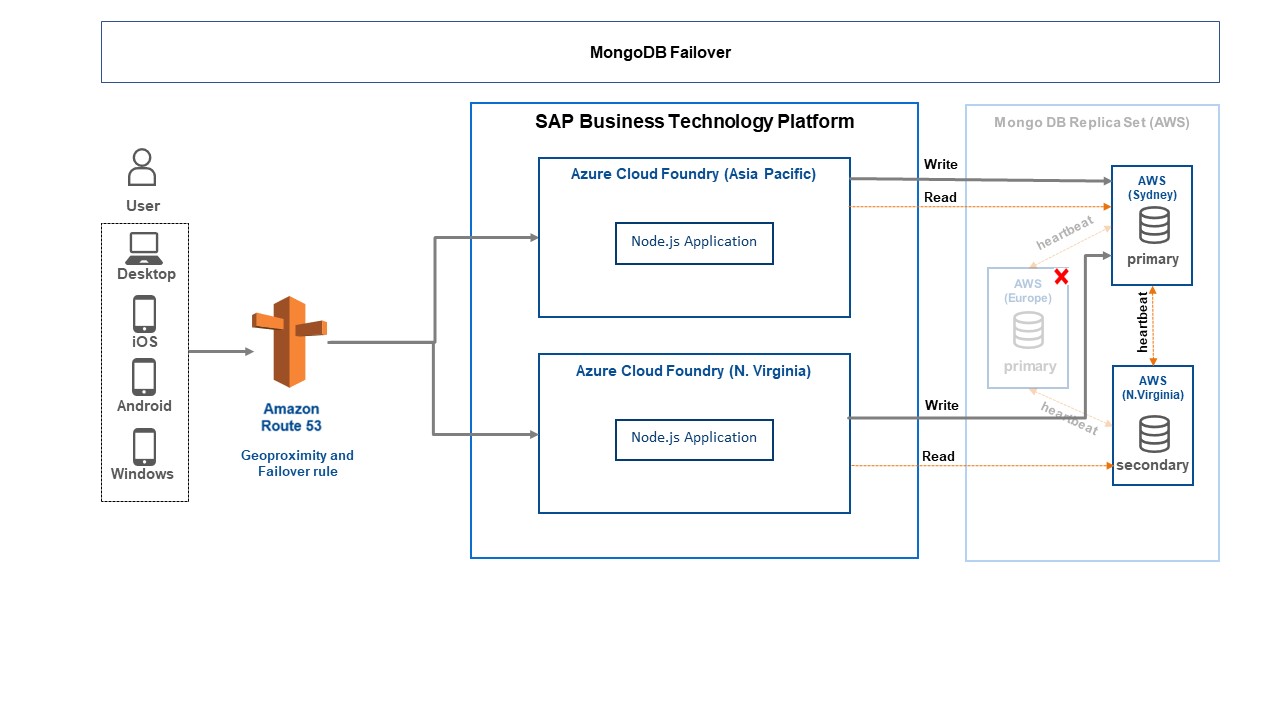 MongoDB Failover
SAP Business Technology Platform
Mongo DB Replica Set (AWS)
User
Desktop
iOS
Android
Windows
Amazon
Route 53
Geoproximity and
Failover rule
Azure Cloud Foundry (Asia Pacific)
Node.js Application
Azure Cloud Foundry (N. Virginia)
Node.js Application
Write
Read
Write
Read
heartbeat
AWS
(Europe)
primary
heartbeat
AWS
(Sydney)
primary
heartbeat
AWS
(N.Virginia)
secondary